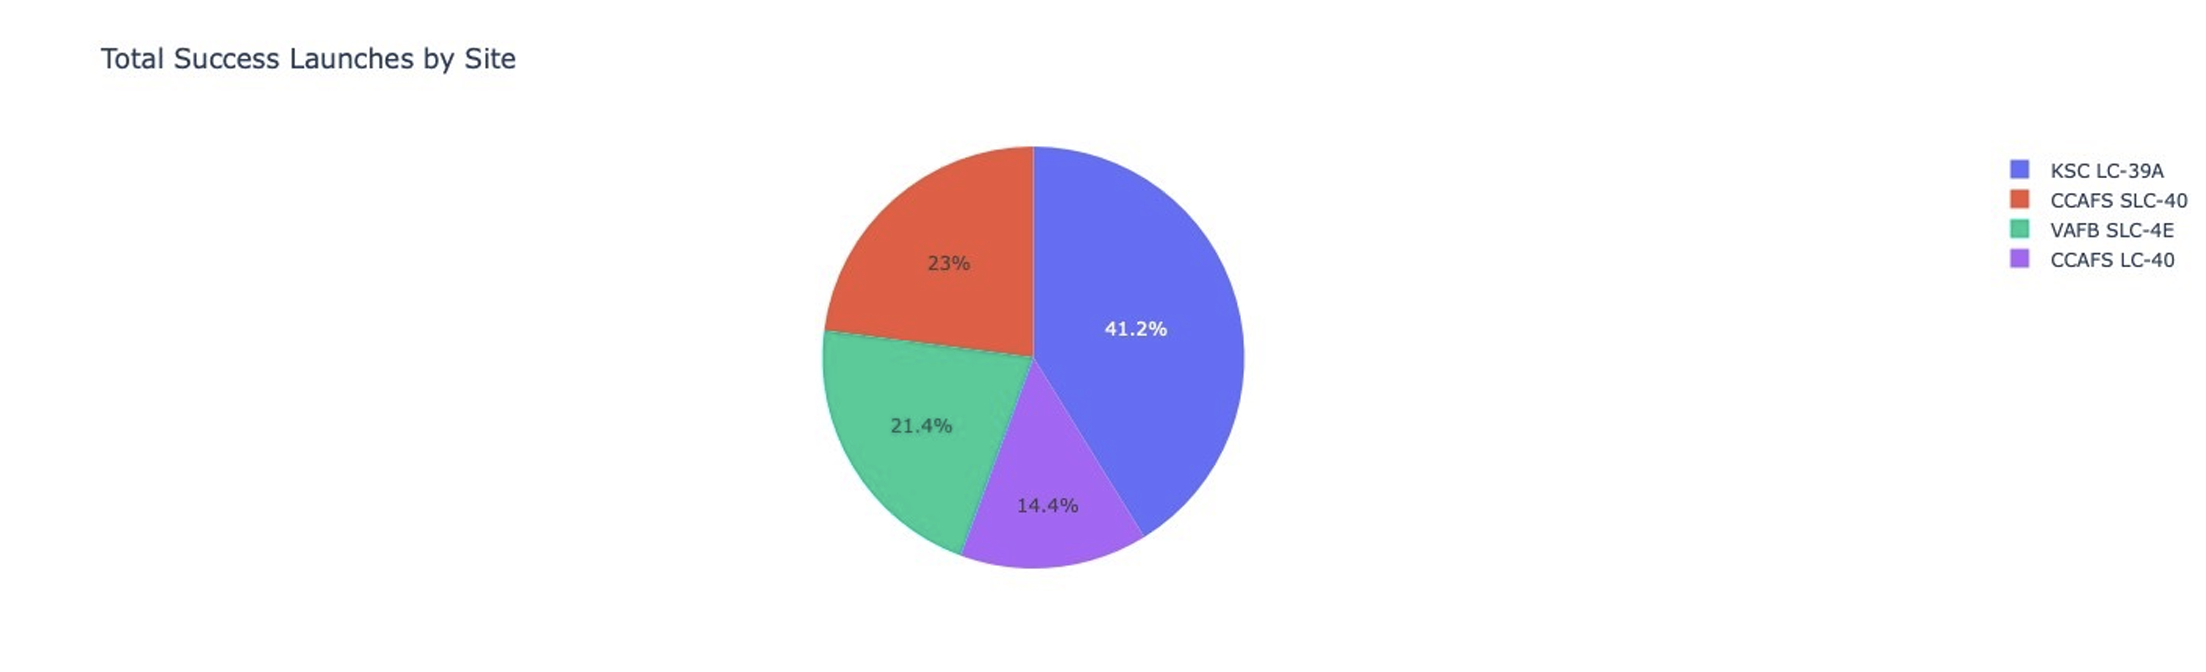 Total Success Launches by Site
KSC LC-39A
CCAFS SLC-40
VAFB SLC-4E
CCAFS LC-40
23%
41.2%
21.4%
14.4%